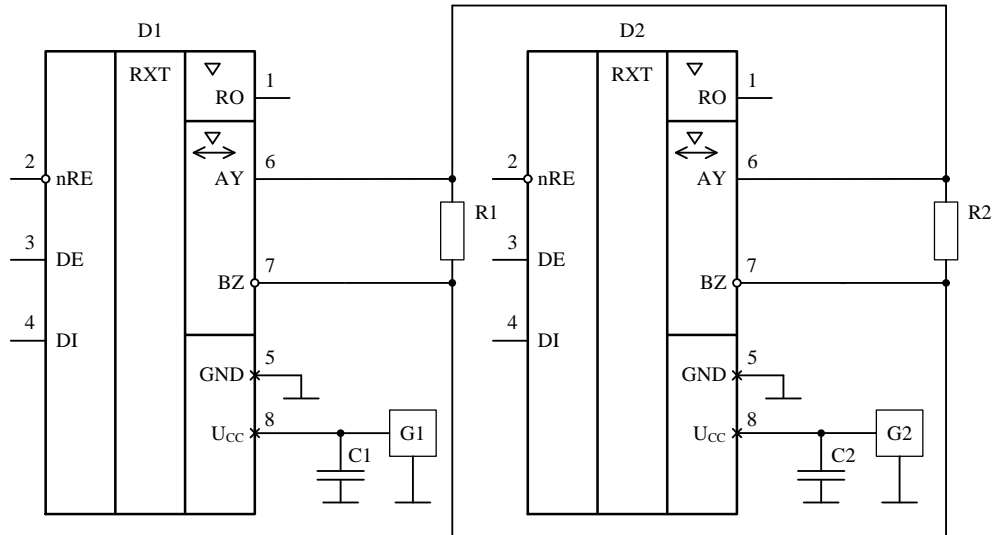 D1
RXT
RO
1
2
nRE
AY
6
R1
3
DE
BZ
7
4
DI
GND
5
UCC
8
G1
C1
D2
RXT
RO
1
2
nRE
AY
6
R2
3
DE
BZ
7
4
DI
GND
5
UCC
8
G2
C2